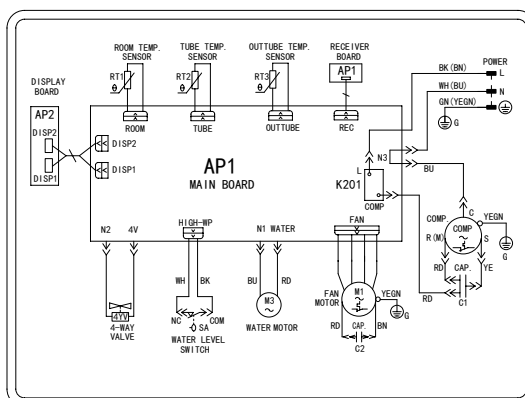 ROOM TEMP. SENSOR
TUBE TEMP. SENSOR
OUTTUBE TEMP. SENSOR
RECEIVER BOARD
POWER
BK(BN)
L
WH(BU)
N
GN(YEGN)
G
RT1
θ
RT2
θ
RT3
θ
AP1
DISPLAY BOARD
AP2
DISP2
DISP1
ROOM
TUBE
OUTTUBE
REC
DISP2
DISP1
AP1
MAIN BOARD
L
K201
COMP
N3
BU
N2
4V
HIGH-WP
N1
WATER
FAN
C
YEGN
COMP.
COMP
R(M)
S
G
RD
CAP.
YE
C1
RD
WH
BK
BU
RD
FAN MOTOR
M1
YEGN
G
M3
4YV
4-WAY VALVE
NC
COM
SA
WATER LEVEL SWITCH
WATER MOTOR
RD
CAP.
BN
C2